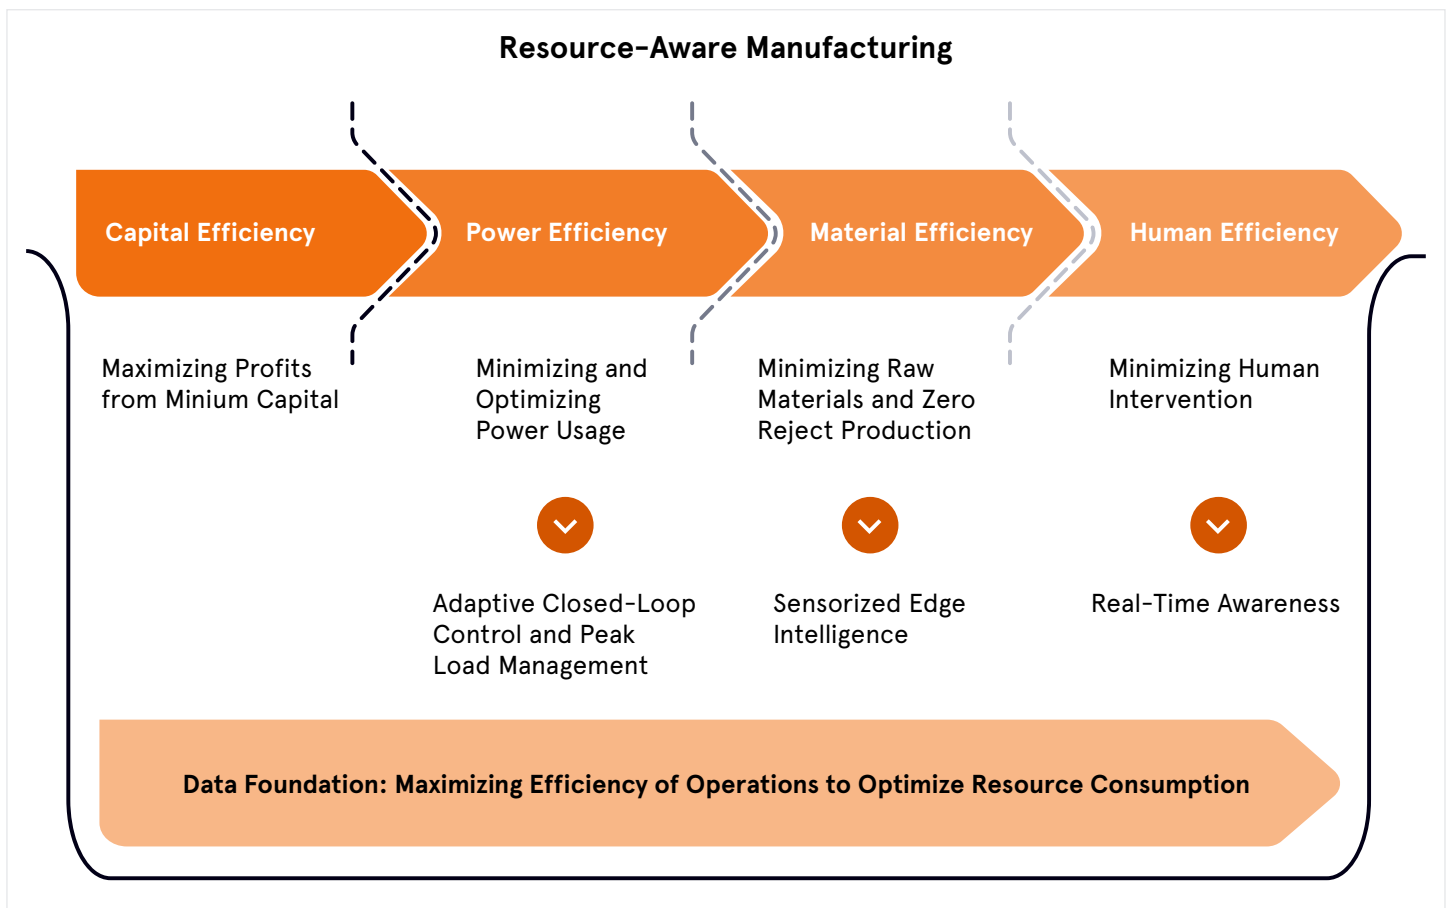 Resource-Aware Manufacturing
Capital Efficiency
Power Efficiency
Material Efficiency
Human Efficiency
Maximizing Profits
from Minium Capital
Minimizing and
Optimizing
Power Usage
Minimizing Raw
Materials and Zero
Reject Production
Minimizing Human
Intervention
Adaptive Closed-Loop
Control and Peak
Load Management
Sensorized Edge
Intelligence
Real-Time Awareness
Data Foundation: Maximizing Efficiency of Operations to Optimize Resource Consumption